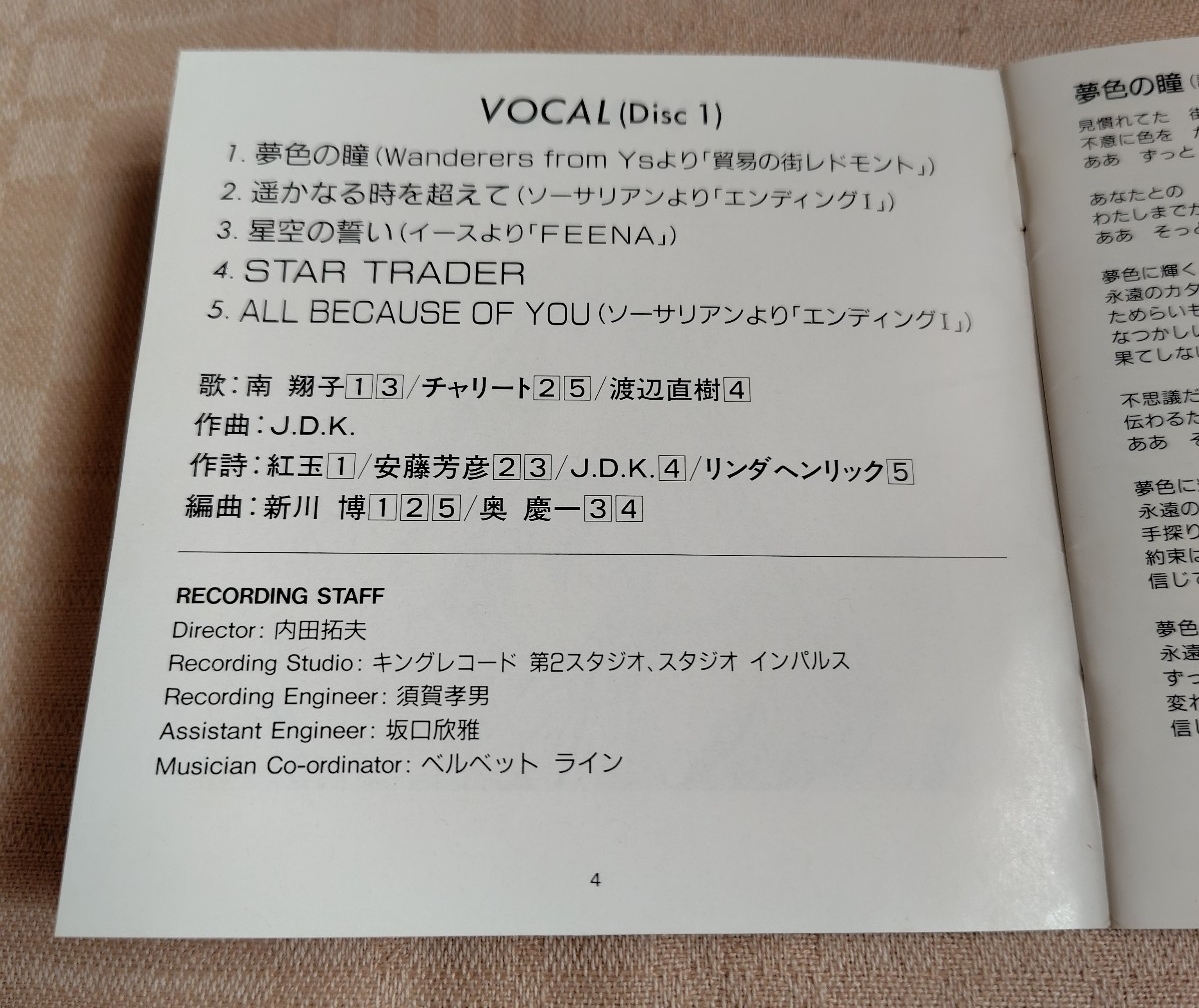 VOCAL(Disc 1)
1. 夢色の瞳(Wanderers from Ysより「貿易の街レドモント」)
2. 遥かなる時を超えて(ソーサリアンより「エンディングⅠ」)
3. 星空の誓い(イースより「FEENA」)
4. STAR TRADER
5. ALL BECAUSE OF YOU(ソーサリアンより「エンディングⅠ」)
歌:南 翔子1 3/チャリート2 5/渡辺直樹4
作曲:J.D.K.
作詩:紅玉1/安藤芳彦2 3/J.D.K.4/リンダヘンリック5
編曲:新川 博1 2 5/奥 慶一3 4
RECORDING STAFF
Director: 内田拓夫
Recording Studio: キングレコード 第2スタジオ、スタジオ インパルス
Recording Engineer: 須賀孝男
Assistant Engineer: 坂口欣雅
Musician Co-ordinator: ベルベット ライン
4
夢色の瞳(
見慣れてた 街
不意に色を
ああ ずっと
あなたとの
わたしまでか
ああ そっと
夢色に輝く
永遠のカタ
ためらいも
なつかしい
果てしない
不思議だ
伝わるた
ああ そ
夢色に
永遠の
手探り
約束は
信じて
夢色
永遠
ずっ
変わ
信じ